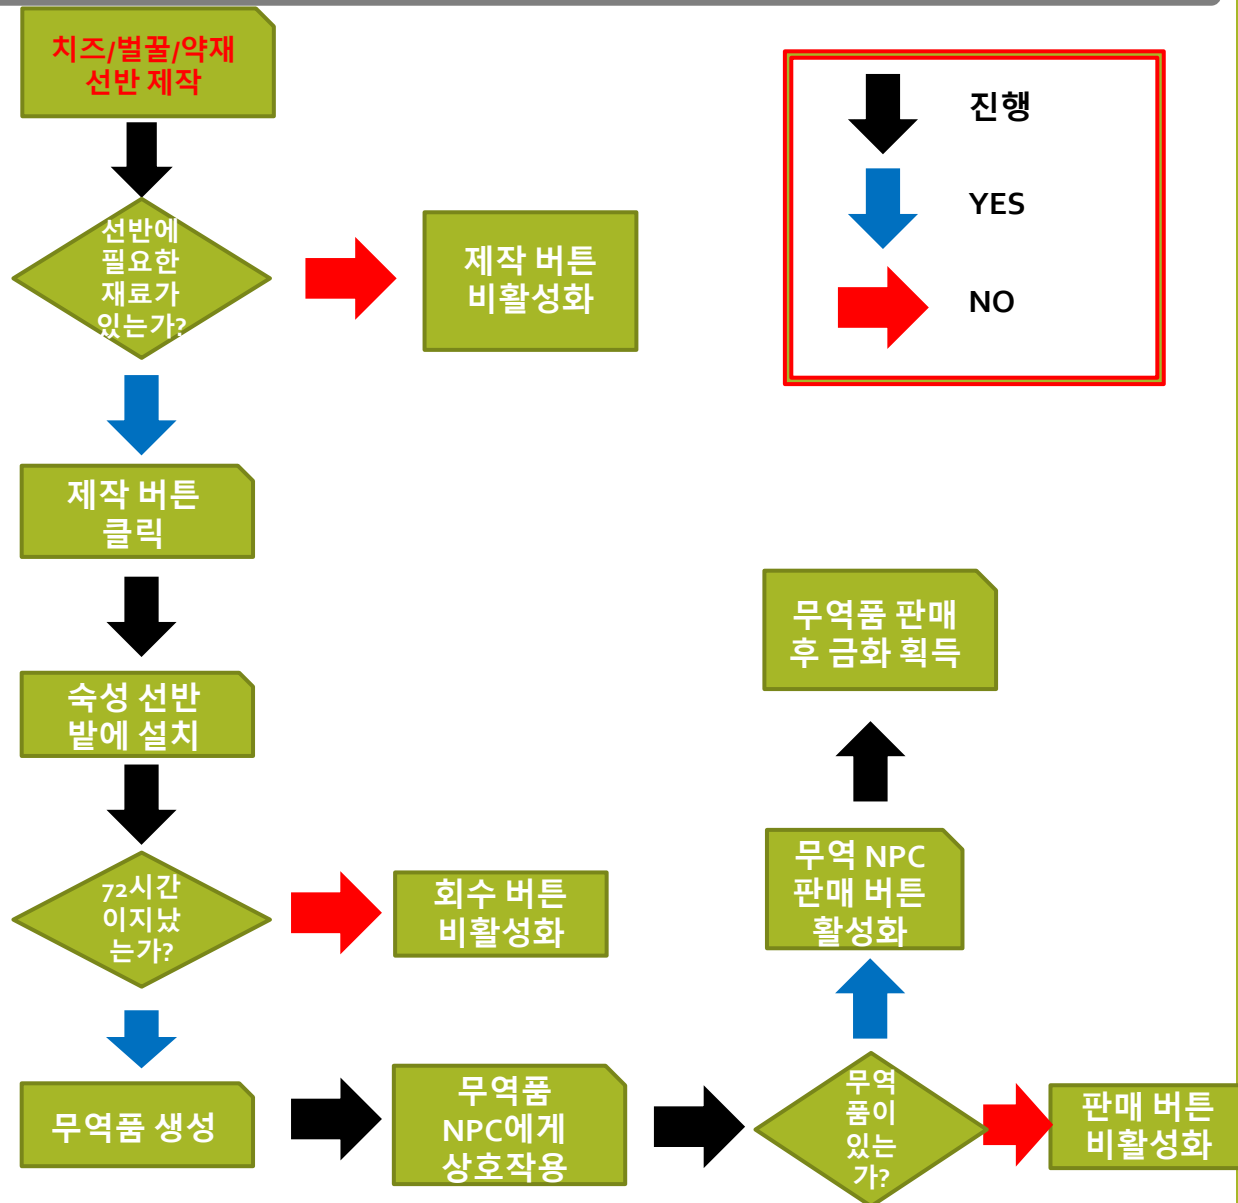 치즈/벌꿀/약재
선반 제작
진행
YES
NO
선반에
필요한
재료가
있는가?
제작 버튼
비활성화
제작 버튼
클릭
숙성 선반
밭에 설치
무역품 판매
후 금화 획득
72시간
이지났
는가?
회수 버튼
비활성화
무역 NPC
판매 버튼
활성화
무역품 생성
무역품
NPC에게
상호작용
무역
품이
있는
가?
판매 버튼
비활성화